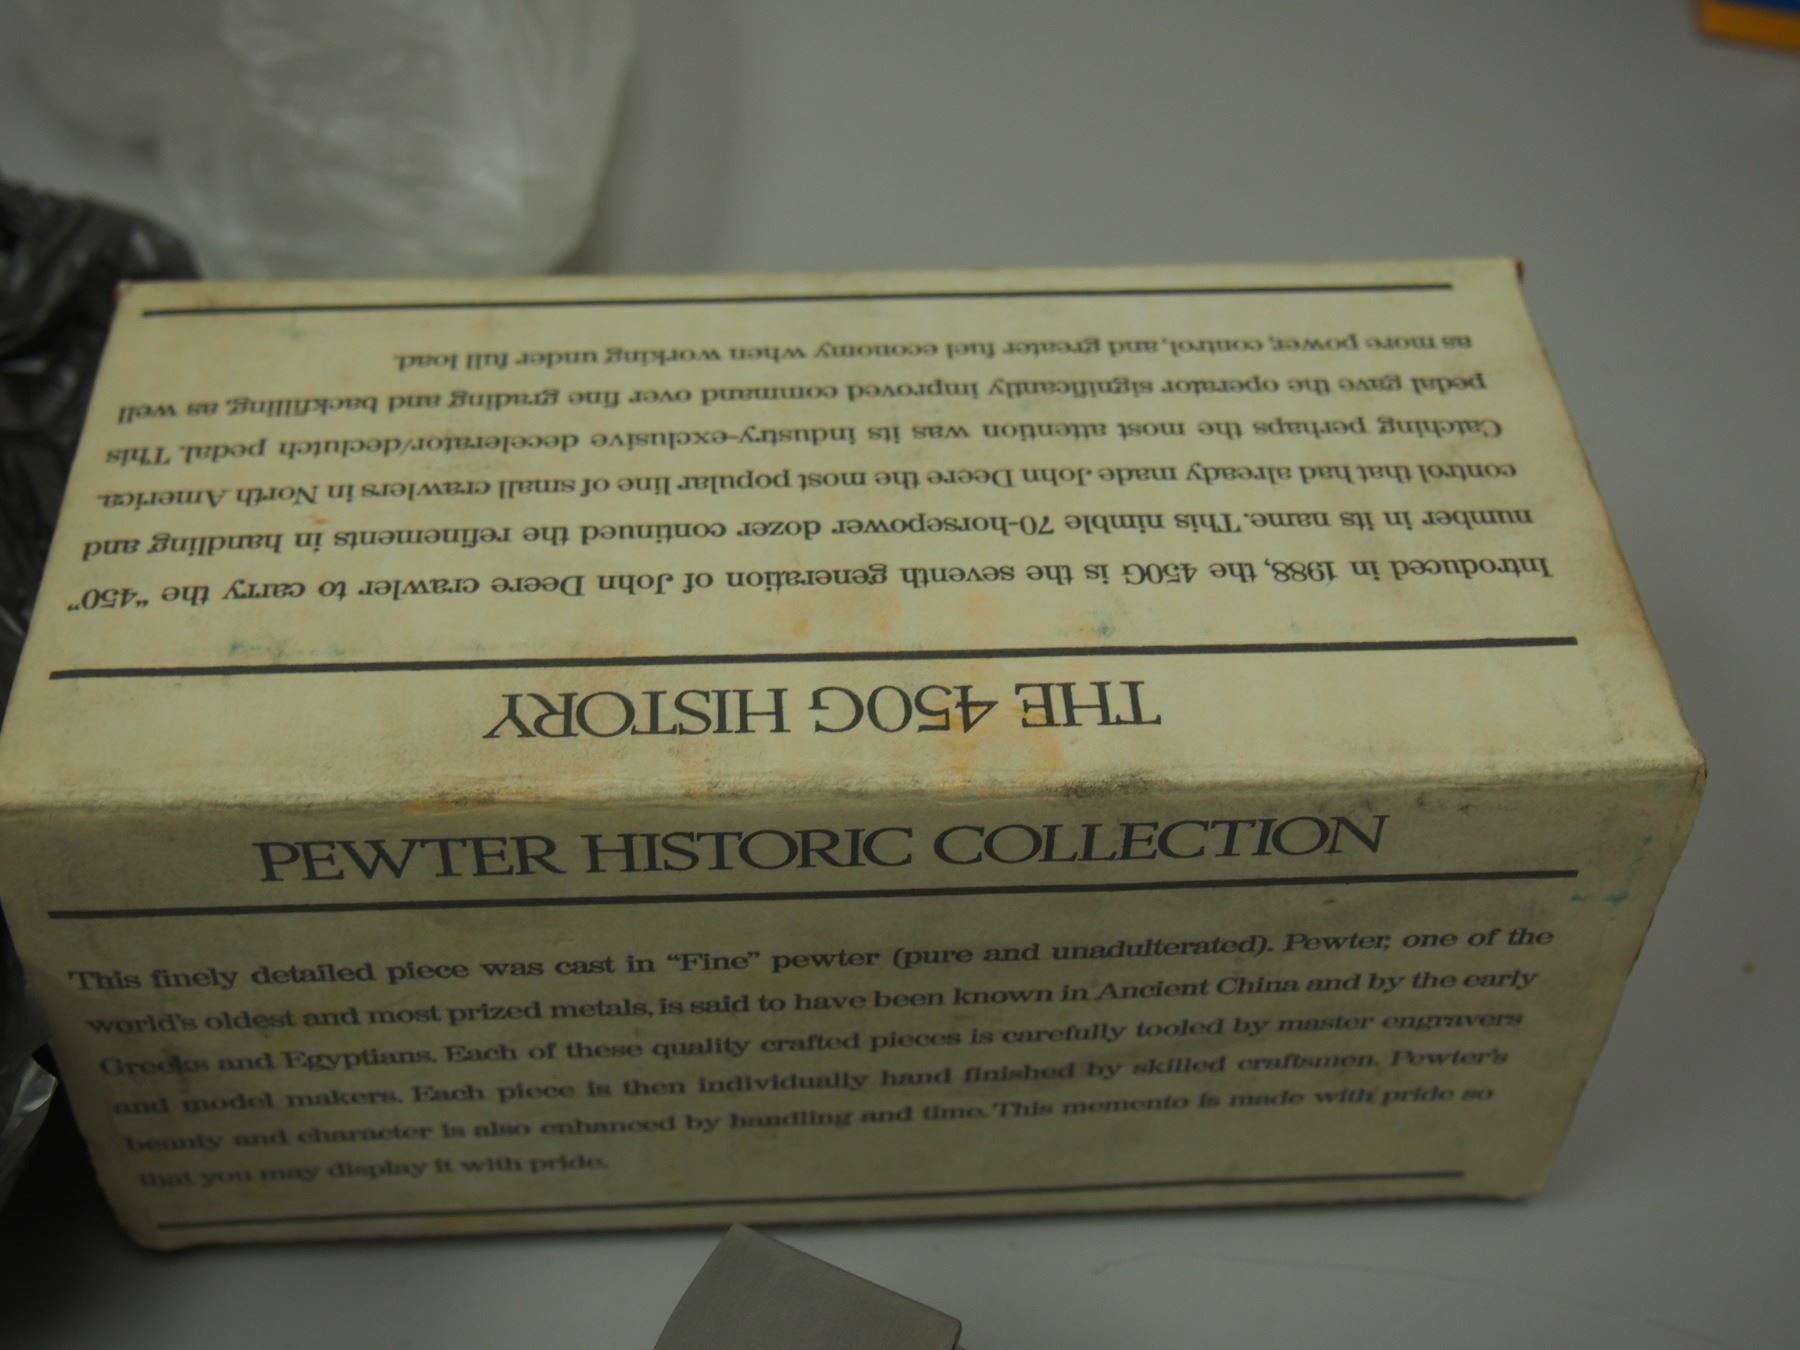 THE 450G HISTORY
Introduced in 1988, the 450G is the seventh generation of John Deere crawler to carry the "450"
number in its name. This nimble 70-horsepower dozer continued the refinements in handling and
control that had already made John Deere the most popular line of small crawlers in North America.
Catching perhaps the most attention was its industry-exclusive decelerator/declutch pedal. This
pedal gave the operator significantly improved command over fine grading and backfilling, as well
as more power, control, and greater fuel economy when working under full load.
PEWTER HISTORIC COLLECTION
This finely detailed piece was cast in “Fine” pewter (pure and unadulterated). Pewter, one of the
world's oldest and most prized metals, is said to have been known in Ancient China and by the early
Greeks and Egyptians. Each of these quality crafted pieces is carefully tooled by master engravers
and model makers. Each piece is then individually hand finished by skilled craftsmen. Pewter's
beauty and character is also enhanced by handling and time. This memento is made with pride so
that you may display it with pride.